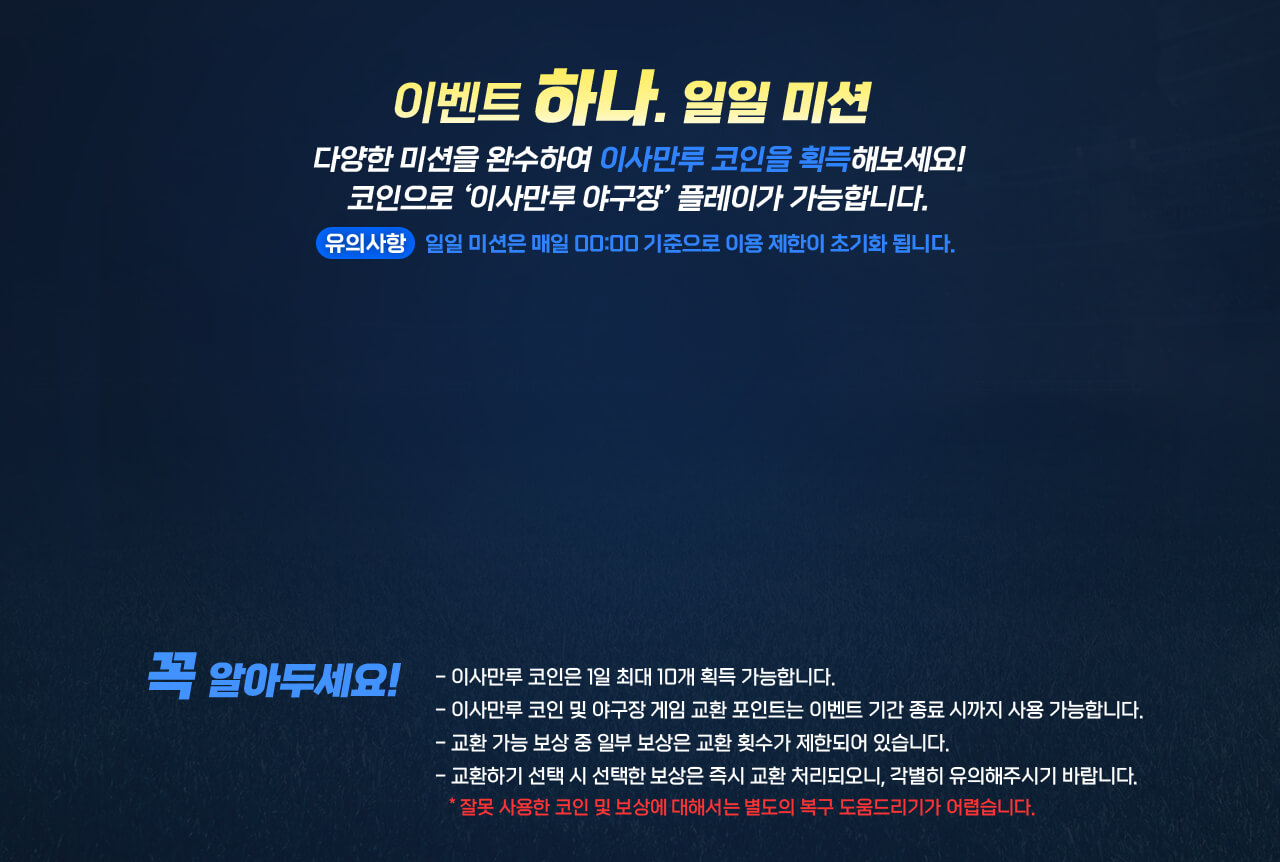 이벤트 하나. 일일 미션
다양한 미션을 완수하여 이사만루 코인을 획득해보세요!
코인으로 ‘이사만루 야구장’ 플레이가 가능합니다.
유의사항 일일 미션은 매일 00:00 기준으로 이용 제한이 초기화 됩니다.
꼭 알아두세요!
- 이사만루 코인은 1일 최대 10개 획득 가능합니다.
- 이사만루 코인 및 야구장 게임 교환 포인트는 이벤트 기간 종료 시까지 사용 가능합니다.
- 교환 가능 보상 중 일부 보상은 교환 횟수가 제한되어 있습니다.
- 교환하기 선택 시 선택한 보상은 즉시 교환 처리되오니, 각별히 유의해주시기 바랍니다.
* 잘못 사용한 코인 및 보상에 대해서는 별도의 복구 도움드리기가 어렵습니다.